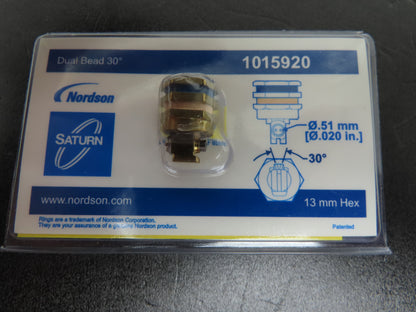 Dual Bead 30°
1015920
Nordson
SATURN
Ø.51 mm
[Ø.020 in.]
30°
www.nordson.com
13 mm Hex
Rings are a trademark of Nordson Corporation.
They are your assurance of a genuine Nordson product.
Patented